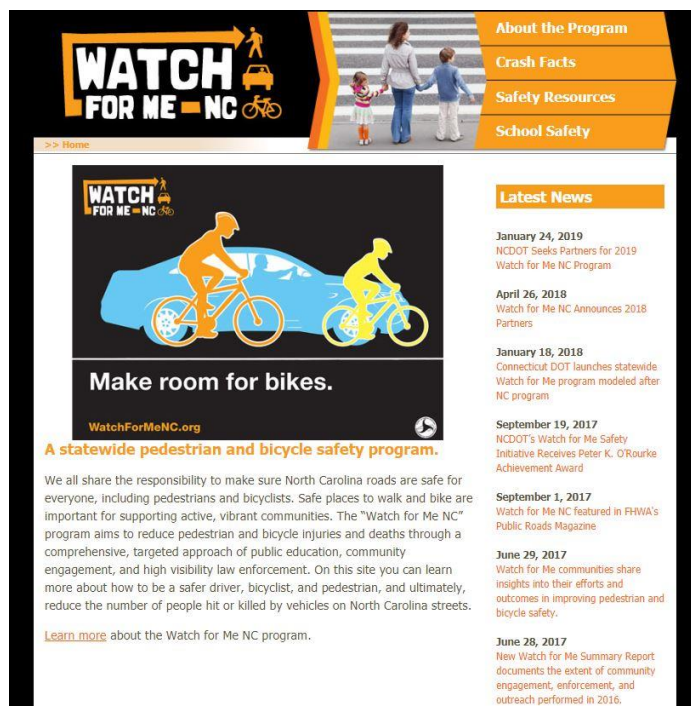 WATCH
FOR ME - NC
About the Program
Crash Facts
Safety Resources
School Safety
>> Home
WATCH
FOR ME - NC
Make room for bikes.
WatchForMeNC.org
A statewide pedestrian and bicycle safety program.
We all share the responsibility to make sure North Carolina roads are safe for
everyone, including pedestrians and bicyclists. Safe places to walk and bike are
important for supporting active, vibrant communities. The “Watch for Me NC”
program aims to reduce pedestrian and bicycle injuries and deaths through a
comprehensive, targeted approach of public education, community
engagement, and high visibility law enforcement. On this site you can learn
more about how to be a safer driver, bicyclist, and pedestrian, and ultimately,
reduce the number of people hit or killed by vehicles on North Carolina streets.
Learn more about the Watch for Me NC program.
Latest News
January 24, 2019
NCDOT Seeks Partners for 2019
Watch for Me NC Program
April 26, 2018
Watch for Me NC Announces 2018
Partners
January 18, 2018
Connecticut DOT launches statewide
Watch for Me program modeled after
NC program
September 19, 2017
NCDOT's Watch for Me Safety
Initiative Receives Peter K. O'Rourke
Achievement Award
September 1, 2017
Watch for Me NC featured in FHWA's
Public Roads Magazine
June 29, 2017
Watch for Me communities share
insights into their efforts and
outcomes in improving pedestrian and
bicycle safety.
June 28, 2017
New Watch for Me Summary Report
documents the extent of community
engagement, enforcement, and
outreach performed in 2016.